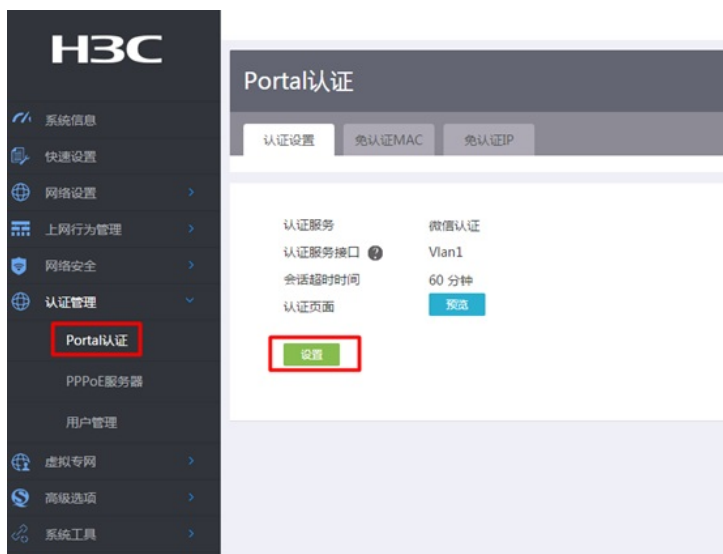 H3C
系统信息
快速设置
网络设置
上网行为管理
网络安全
认证管理
Portal认证
PPPoE服务器
用户管理
虚拟专网
高级选项
系统工具
Portal认证
认证设置 免认证MAC 免认证IP
认证服务 微信认证
认证服务接口 ? Vlan1
会话超时时间 60 分钟
认证页面 预览
设置